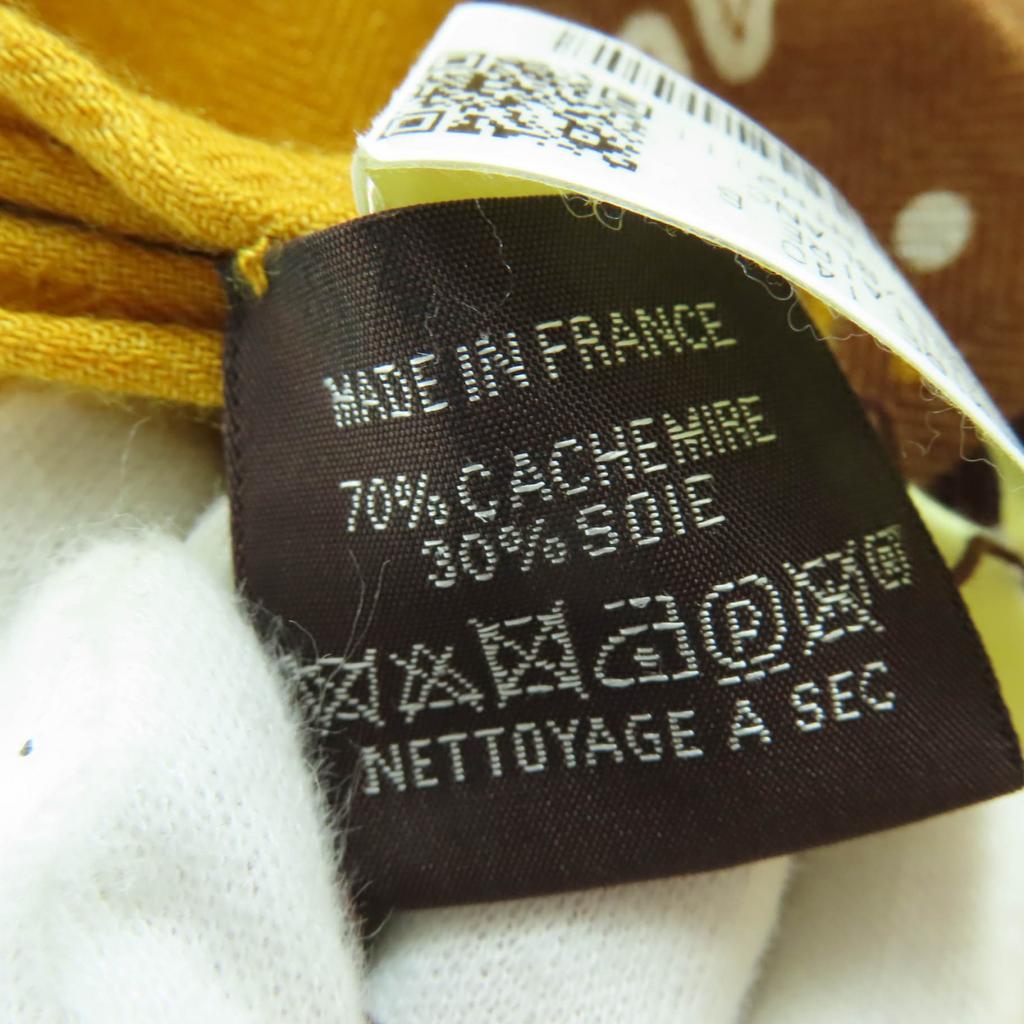 MADE IN FRANCE
70% CACHEMIRE
30% SOIE
P
NETTOYAGE A SEC